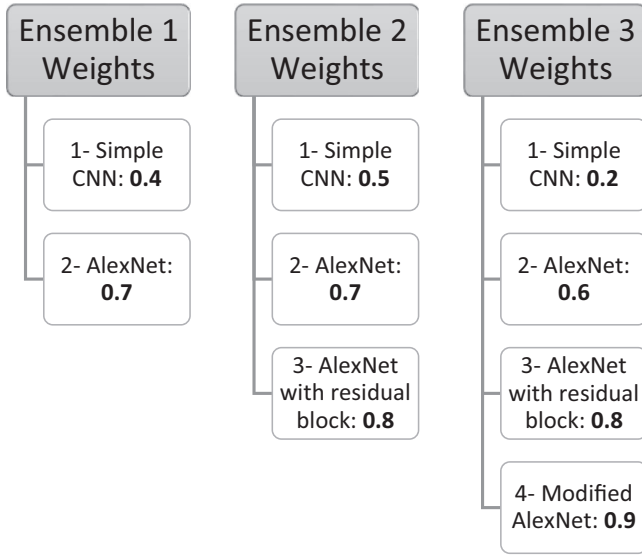 Ensemble 1
Weights
1- Simple
CNN: 0.4
2- AlexNet:
0.7
Ensemble 2
Weights
1- Simple
CNN: 0.5
2- AlexNet:
0.7
3- AlexNet
with residual
block: 0.8
Ensemble 3
Weights
1- Simple
CNN: 0.2
2- AlexNet:
0.6
3- AlexNet
with residual
block: 0.8
4- Modified
AlexNet: 0.9